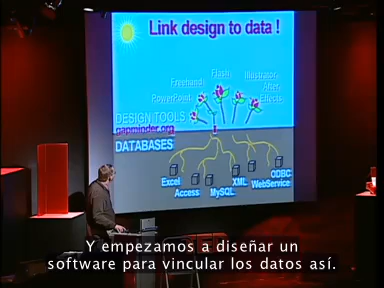 Link design to data !
Flash
Freehand
Illustrator
After
Effects
PowerPoint
DESIGN TOOLS
gapminder.org
DATABASES
Excel
Access
MySQL
XML
WebService
ODBC
Y empezamos a diseñar un
software para vincular los datos así.